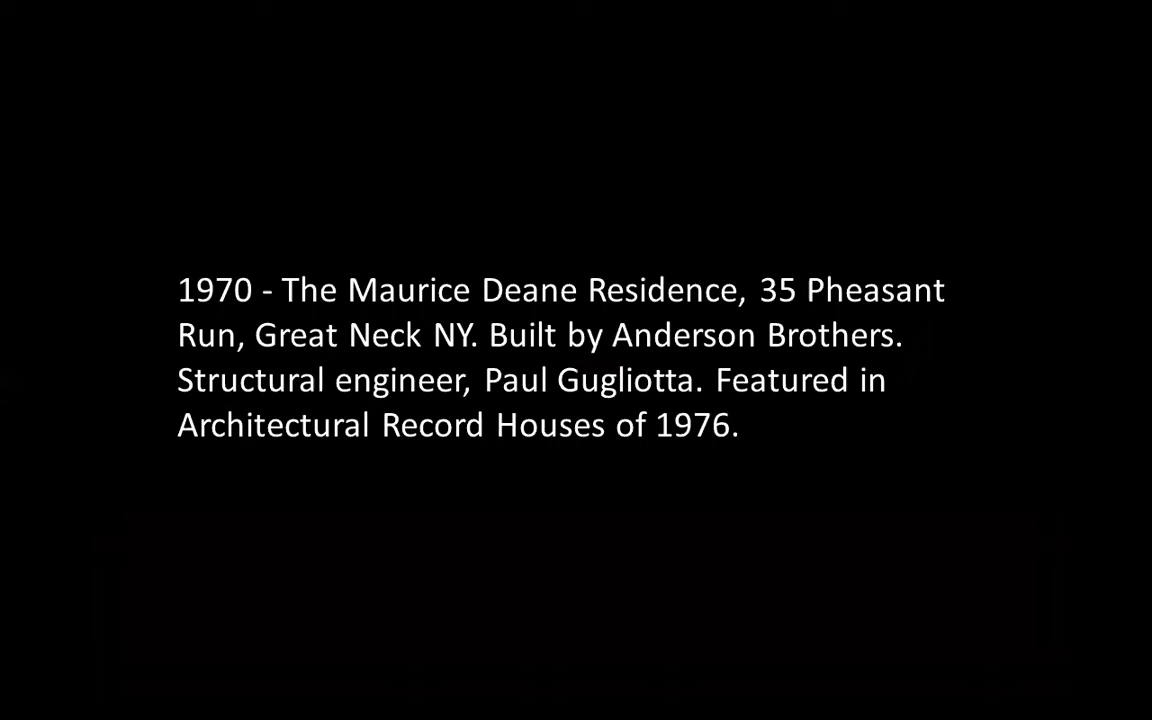 1970 - The Maurice Deane Residence, 35 Pheasant
Run, Great Neck NY. Built by Anderson Brothers.
Structural engineer, Paul Gugliotta. Featured in
Architectural Record Houses of 1976.